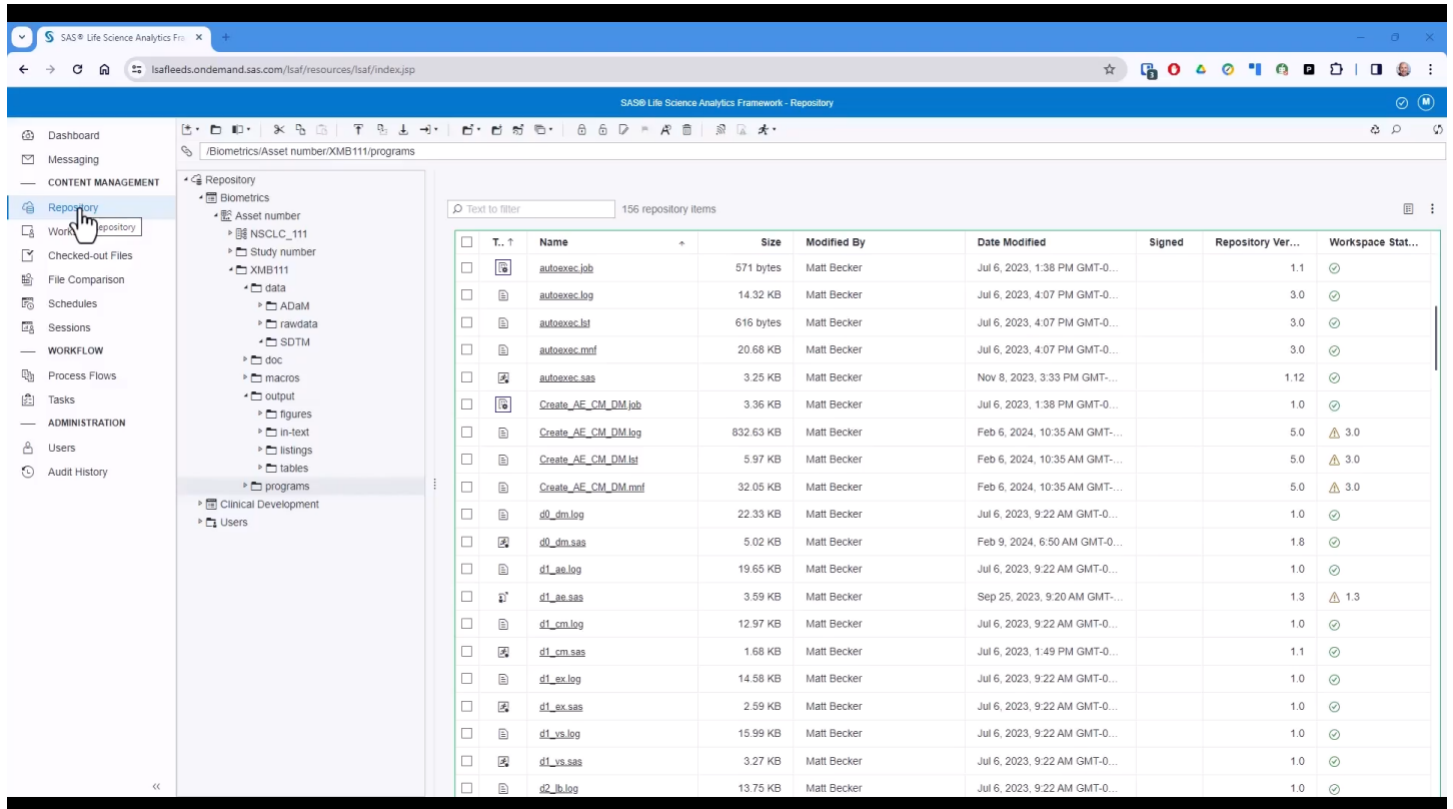 SAS® Life Science Analytics Fra
lsafleeds.ondemand.sas.com/lsaf/resources/lsaf/index.jsp
SAS® Life Science Analytics Framework - Repository
M
Dashboard
Messaging
CONTENT MANAGEMENT
Repository
Repository
Checked-out Files
File Comparison
Schedules
Sessions
WORKFLOW
Process Flows
Tasks
ADMINISTRATION
Users
Audit History
/Biometrics/Asset number/XMB111/programs
Repository
Biometrics
Asset number
NSCLC_111
Study number
XMB111
data
ADaM
rawdata
SDTM
doc
macros
output
figures
in-text
listings
tables
programs
Clinical Development
Users
Text to filter 156 repository items
T.. Name Size Modified By Date Modified Signed Repository Ver... Workspace Stat...
autoexec.job 571 bytes Matt Becker Jul 6, 2023, 1:38 PM GMT-0... 1.1
autoexec.log 14.32 KB Matt Becker Jul 6, 2023, 4:07 PM GMT-0... 3.0
autoexec.lst 616 bytes Matt Becker Jul 6, 2023, 4:07 PM GMT-0... 3.0
autoexec.mnf 20.68 KB Matt Becker Jul 6, 2023, 4:07 PM GMT-0... 3.0
autoexec.sas 3.25 KB Matt Becker Nov 8, 2023, 3:33 PM GMT-... 1.12
Create_AE_CM_DM.job 3.36 KB Matt Becker Jul 6, 2023, 1:38 PM GMT-0... 1.0
Create_AE_CM_DM.log 832.63 KB Matt Becker Feb 6, 2024, 10:35 AM GMT-... 5.0 3.0
Create_AE_CM_DM.lst 5.97 KB Matt Becker Feb 6, 2024, 10:35 AM GMT-... 5.0 3.0
Create_AE_CM_DM.mnf 32.05 KB Matt Becker Feb 6, 2024, 10:35 AM GMT-... 5.0 3.0
d0_dm.log 22.33 KB Matt Becker Jul 6, 2023, 9:22 AM GMT-0... 1.0
d0_dm.sas 5.02 KB Matt Becker Feb 9, 2024, 6:50 AM GMT-0... 1.8
d1_ae.log 19.65 KB Matt Becker Jul 6, 2023, 9:22 AM GMT-0... 1.0
d1_ae.sas 3.59 KB Matt Becker Sep 25, 2023, 9:20 AM GMT-... 1.3 1.3
d1_cm.log 12.97 KB Matt Becker Jul 6, 2023, 9:22 AM GMT-0... 1.0
d1_cm.sas 1.68 KB Matt Becker Jul 6, 2023, 1:49 PM GMT-0... 1.1
d1_ex.log 14.58 KB Matt Becker Jul 6, 2023, 9:22 AM GMT-0... 1.0
d1_ex.sas 2.59 KB Matt Becker Jul 6, 2023, 9:22 AM GMT-0... 1.0
d1_vs.log 15.99 KB Matt Becker Jul 6, 2023, 9:22 AM GMT-0... 1.0
d1_vs.sas 3.27 KB Matt Becker Jul 6, 2023, 9:22 AM GMT-0... 1.0
d2_lb.log 13.75 KB Matt Becker Jul 6, 2023, 9:22 AM GMT-0... 1.0